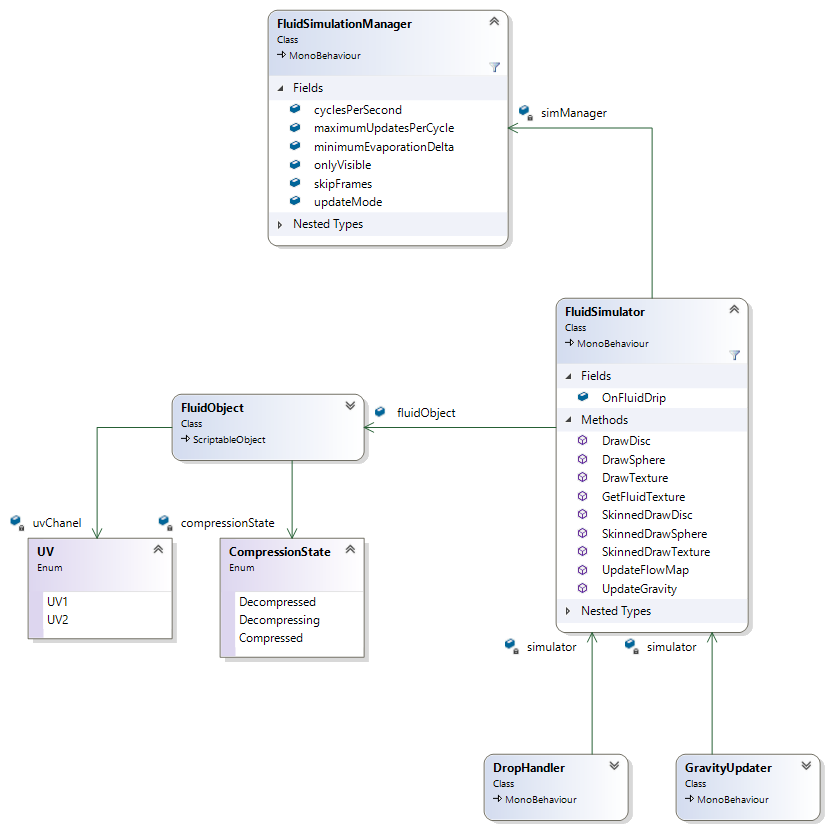 FluidSimulationManager
Class
MonoBehaviour
Fields
cyclesPerSecond
maximumUpdatesPerCycle
minimumEvaporationDelta
onlyVisible
skipFrames
updateMode
Nested Types
simManager
FluidSimulator
Class
MonoBehaviour
Fields
OnFluidDrip
Methods
DrawDisc
DrawSphere
DrawTexture
GetFluidTexture
SkinnedDrawDisc
SkinnedDrawSphere
SkinnedDrawTexture
UpdateFlowMap
UpdateGravity
Nested Types
fluidObject
FluidObject
Class
ScriptableObject
uvChanel
compressionState
UV
Enum
UV1
UV2
CompressionState
Enum
Decompressed
Decompressing
Compressed
simulator
simulator
DropHandler
Class
MonoBehaviour
GravityUpdater
Class
MonoBehaviour